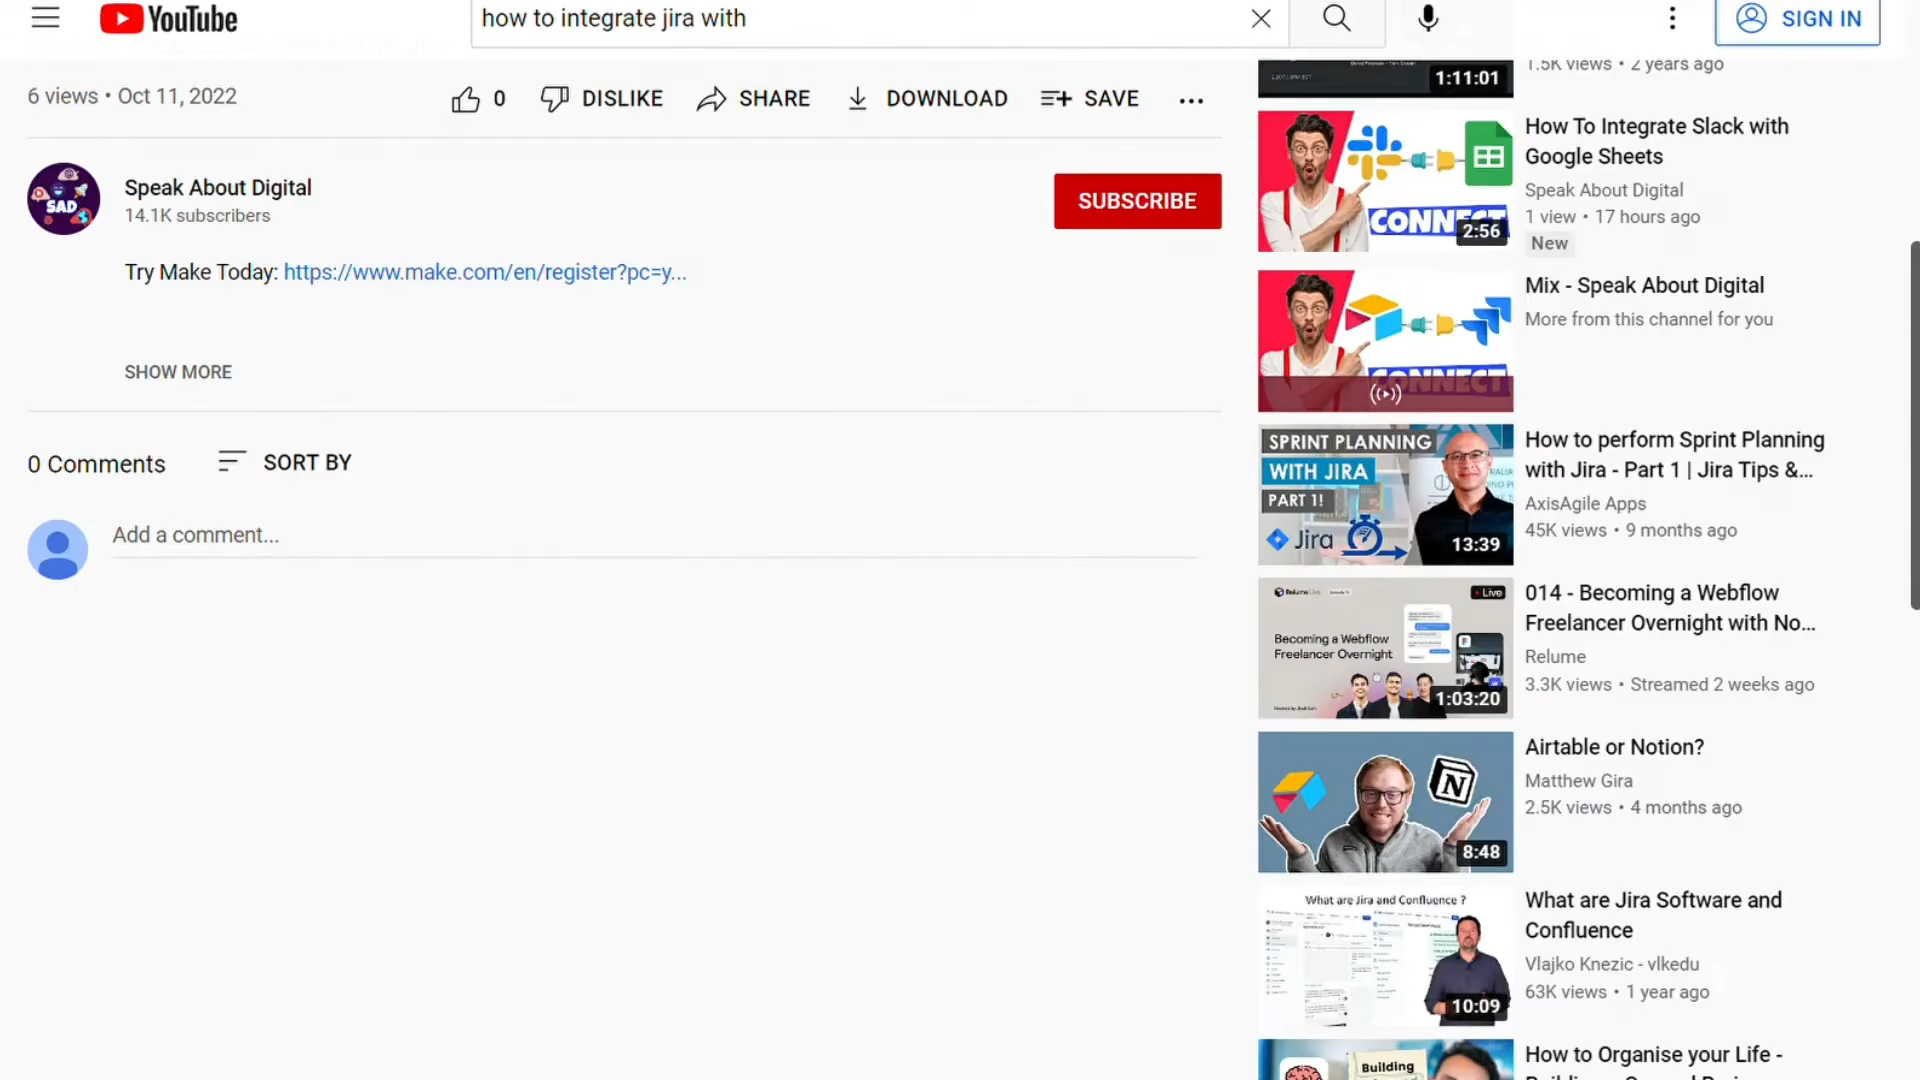 YouTube
how to integrate jira with
SIGN IN
6 views • Oct 11, 2022
0
DISLIKE
SHARE
DOWNLOAD
SAVE
Speak About Digital
14.1K subscribers
SUBSCRIBE
SAD
Try Make Today: https://www.make.com/en/register?pc=y...
SHOW MORE
0 Comments
SORT BY
Add a comment...
1:11:01
1.5K views • 2 years ago
CONNECT
2:56
How To Integrate Slack with
Google Sheets
Speak About Digital
1 view • 17 hours ago
New
CONNECT
Mix - Speak About Digital
More from this channel for you
SPRINT PLANNING
WITH JIRA
PART 1!
Jira
13:39
How to perform Sprint Planning
with Jira - Part 1 | Jira Tips &...
AxisAgile Apps
45K views • 9 months ago
Live
Becoming a Webflow
Freelancer Overnight
1:03:20
014 - Becoming a Webflow
Freelancer Overnight with No...
Relume
3.3K views • Streamed 2 weeks ago
N
8:48
Airtable or Notion?
Matthew Gira
2.5K views • 4 months ago
What are Jira and Confluence ?
10:09
What are Jira Software and
Confluence
Vlajko Knezic - vlkedu
63K views • 1 year ago
Building
How to Organise your Life -